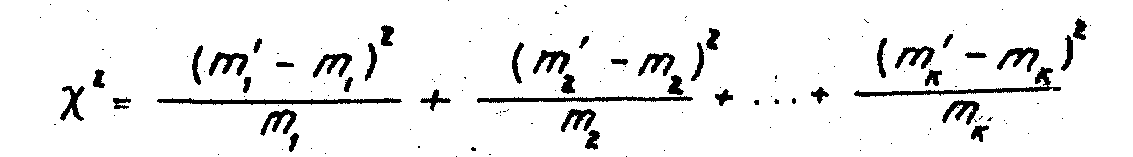 χ² = (m₁′ − m₁)² / m₁ + (m₂′ − m₂)² / m₂ + ... + (mₖ′ − mₖ)² / mₖ